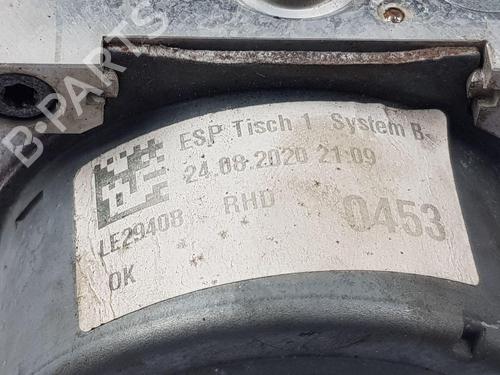 ESP Tisch 1 System B-
24.08.2020 21:09
LE29408 RHD 0453
OK
B-PARTS